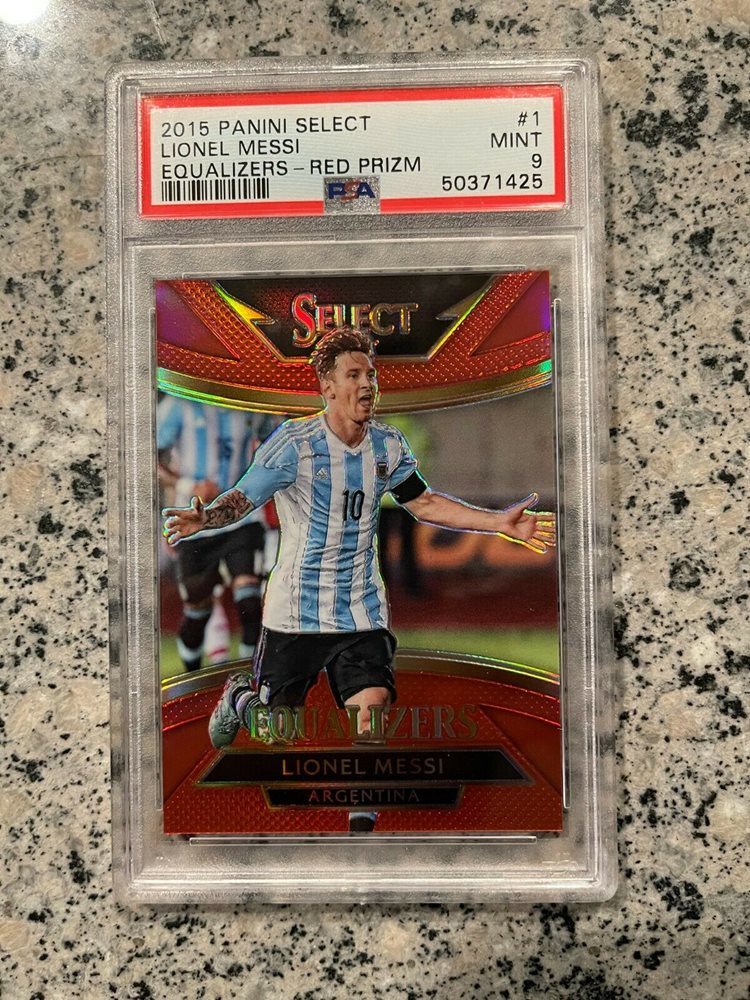 2015 PANINI SELECT #1
LIONEL MESSI MINT
EQUALIZERS – RED PRIZM 9
PSA 50371425
SELECT
adidas
10
EQUALIZERS
LIONEL MESSI
ARGENTINA